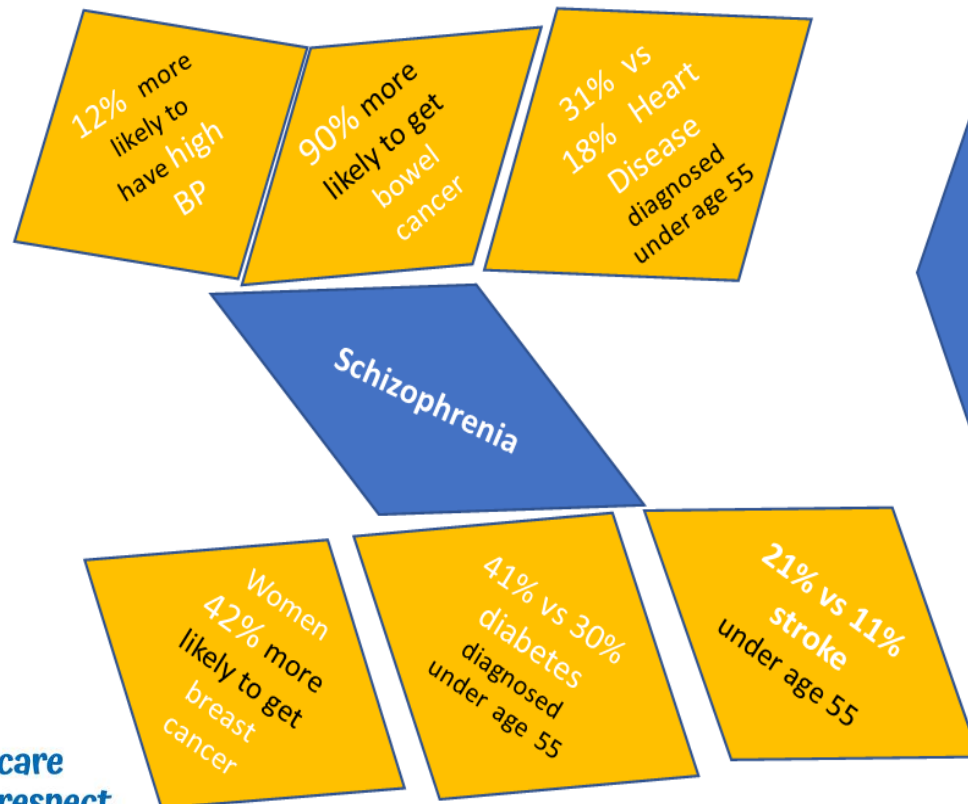 12% more
likely to
have high
BP
90% more
likely to get
bowel
cancer
31% vs
18% Heart
Disease
diagnosed
under age 55
Schizophrenia
Women
42% more
likely to get
breast
cancer
41% vs 30%
diabetes
diagnosed
under age 55
21% vs 11%
stroke
under age 55
care
respect